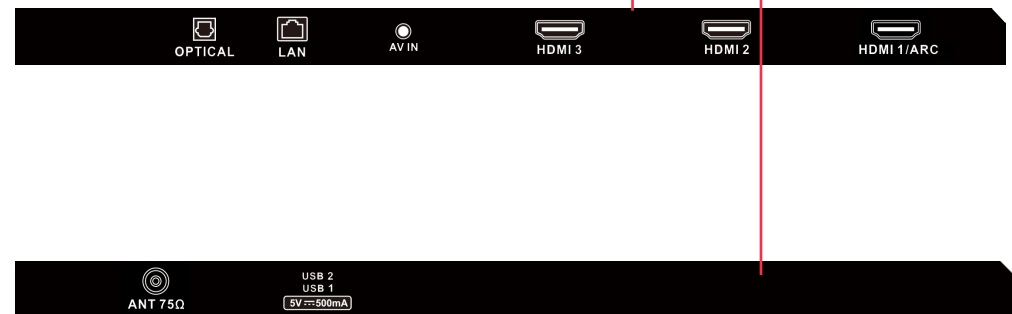 OPTICAL LAN AV IN HDMI 3 HDMI 2 HDMI 1/ARC
USB 2
ANT 75Ω USB 1
5V⎓500mA